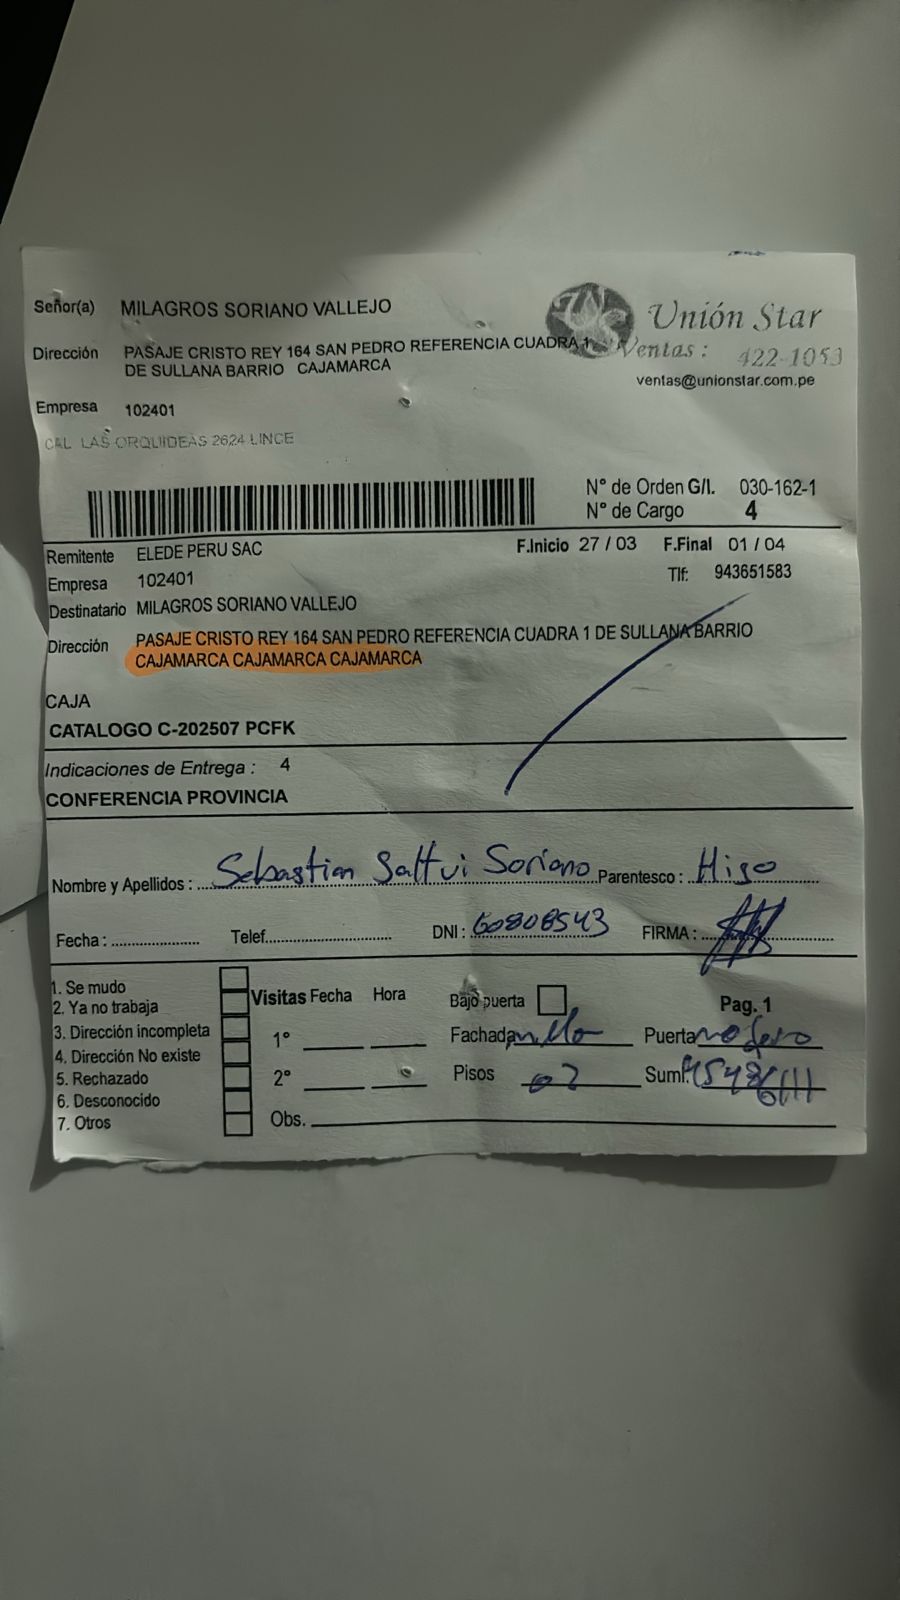 Señor(a) MILAGROS SORIANO VALLEJO
Unión Star
Dirección PASAJE CRISTO REY 164 SAN PEDRO REFERENCIA CUADRA 1
DE SULLANA BARRIO CAJAMARCA
Ventas: 422-1053
ventas@unionstar.com.pe
Empresa 102401
CAL LAS ORQUIDEAS 2624 LINCE
N° de Orden G/I. 030-162-1
N° de Cargo 4
Remitente ELEDE PERU SAC
F.Inicio 27 / 03 F.Final 01 / 04
Empresa 102401
Tlf: 943651583
Destinatario MILAGROS SORIANO VALLEJO
Dirección PASAJE CRISTO REY 164 SAN PEDRO REFERENCIA CUADRA 1 DE SULLANA BARRIO
CAJAMARCA CAJAMARCA CAJAMARCA
CAJA
CATALOGO C-202507 PCFK
Indicaciones de Entrega : 4
CONFERENCIA PROVINCIA
Nombre y Apellidos : Sebastian Saltui Soriano Parentesco : Higo
Fecha : Telef. DNI : 60808543 FIRMA :
1. Se mudo
2. Ya no trabaja
3. Dirección incompleta
4. Dirección No existe
5. Rechazado
6. Desconocido
7. Otros
Visitas Fecha Hora
1°
2°
Obs.
Bajo puerta
Pag. 1
Fachada
Puerta
Pisos 02
Sumi.